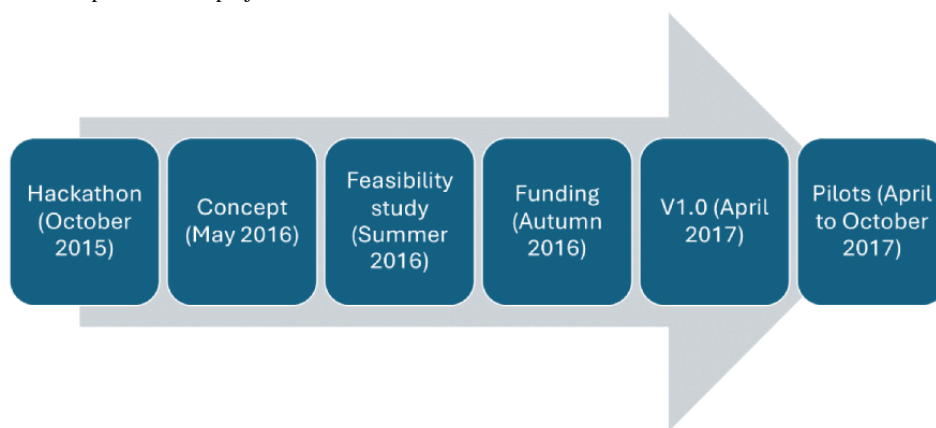 Hackathon
(October
2015)
Concept
(May 2016)
Feasibility
study
(Summer
2016)
Funding
(Autumn
2016)
V1.0 (April
2017)
Pilots (April
to October
2017)